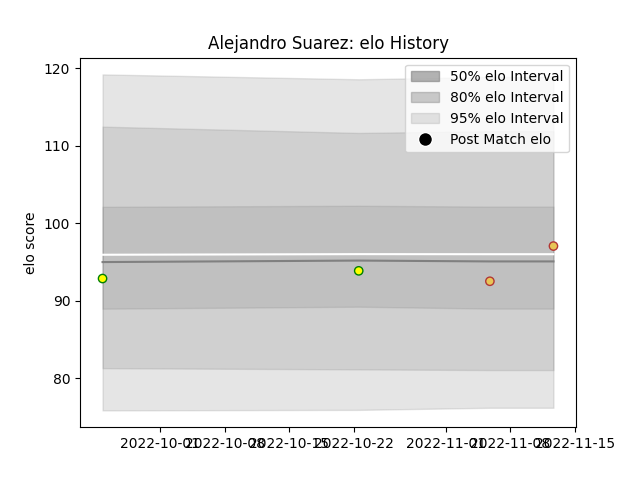 Alejandro Suarez: elo History
50% elo Interval
80% elo Interval
95% elo Interval
Post Match elo
elo score
120
110
100
90
80
2022-10-01 2022-10-08 2022-10-15 2022-10-22 2022-11-01 2022-11-08 2022-11-15